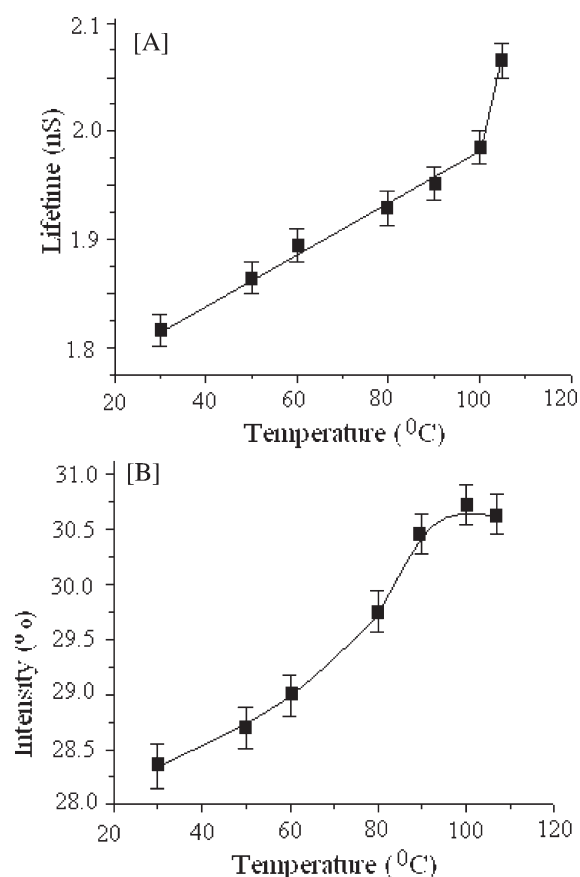 [A]
2.1
2.0
1.9
1.8
Lifetime (nS)
20 40 60 80 100 120
Temperature (⁰C)
[B]
31.0
30.5
30.0
29.5
29.0
28.5
28.0
Intensity (%)
20 40 60 80 100 120
Temperature (⁰C)